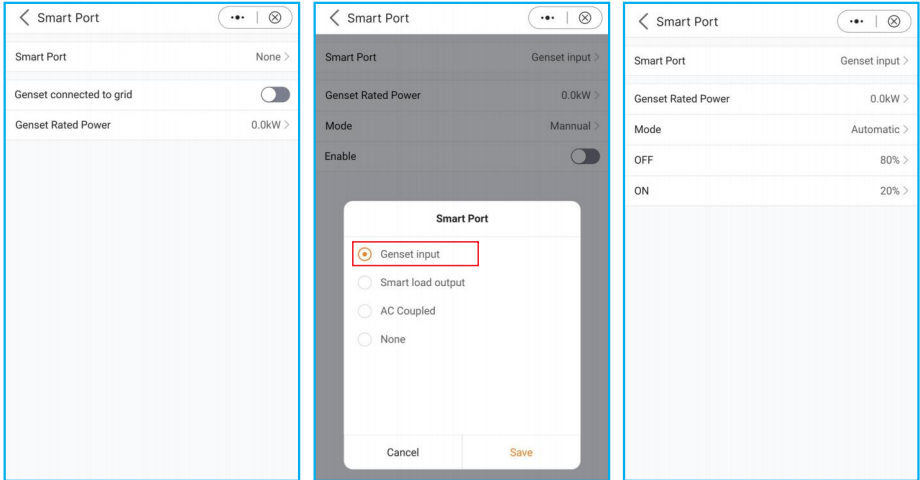 Smart Port
Smart Port None
Genset connected to grid
Genset Rated Power 0.0kW
Smart Port
Smart Port Genset input
Genset Rated Power 0.0kW
Mode Mannual
Enable
Smart Port
Genset input
Smart load output
AC Coupled
None
Cancel Save
Smart Port
Smart Port Genset input
Genset Rated Power 0.0kW
Mode Automatic
OFF 80%
ON 20%